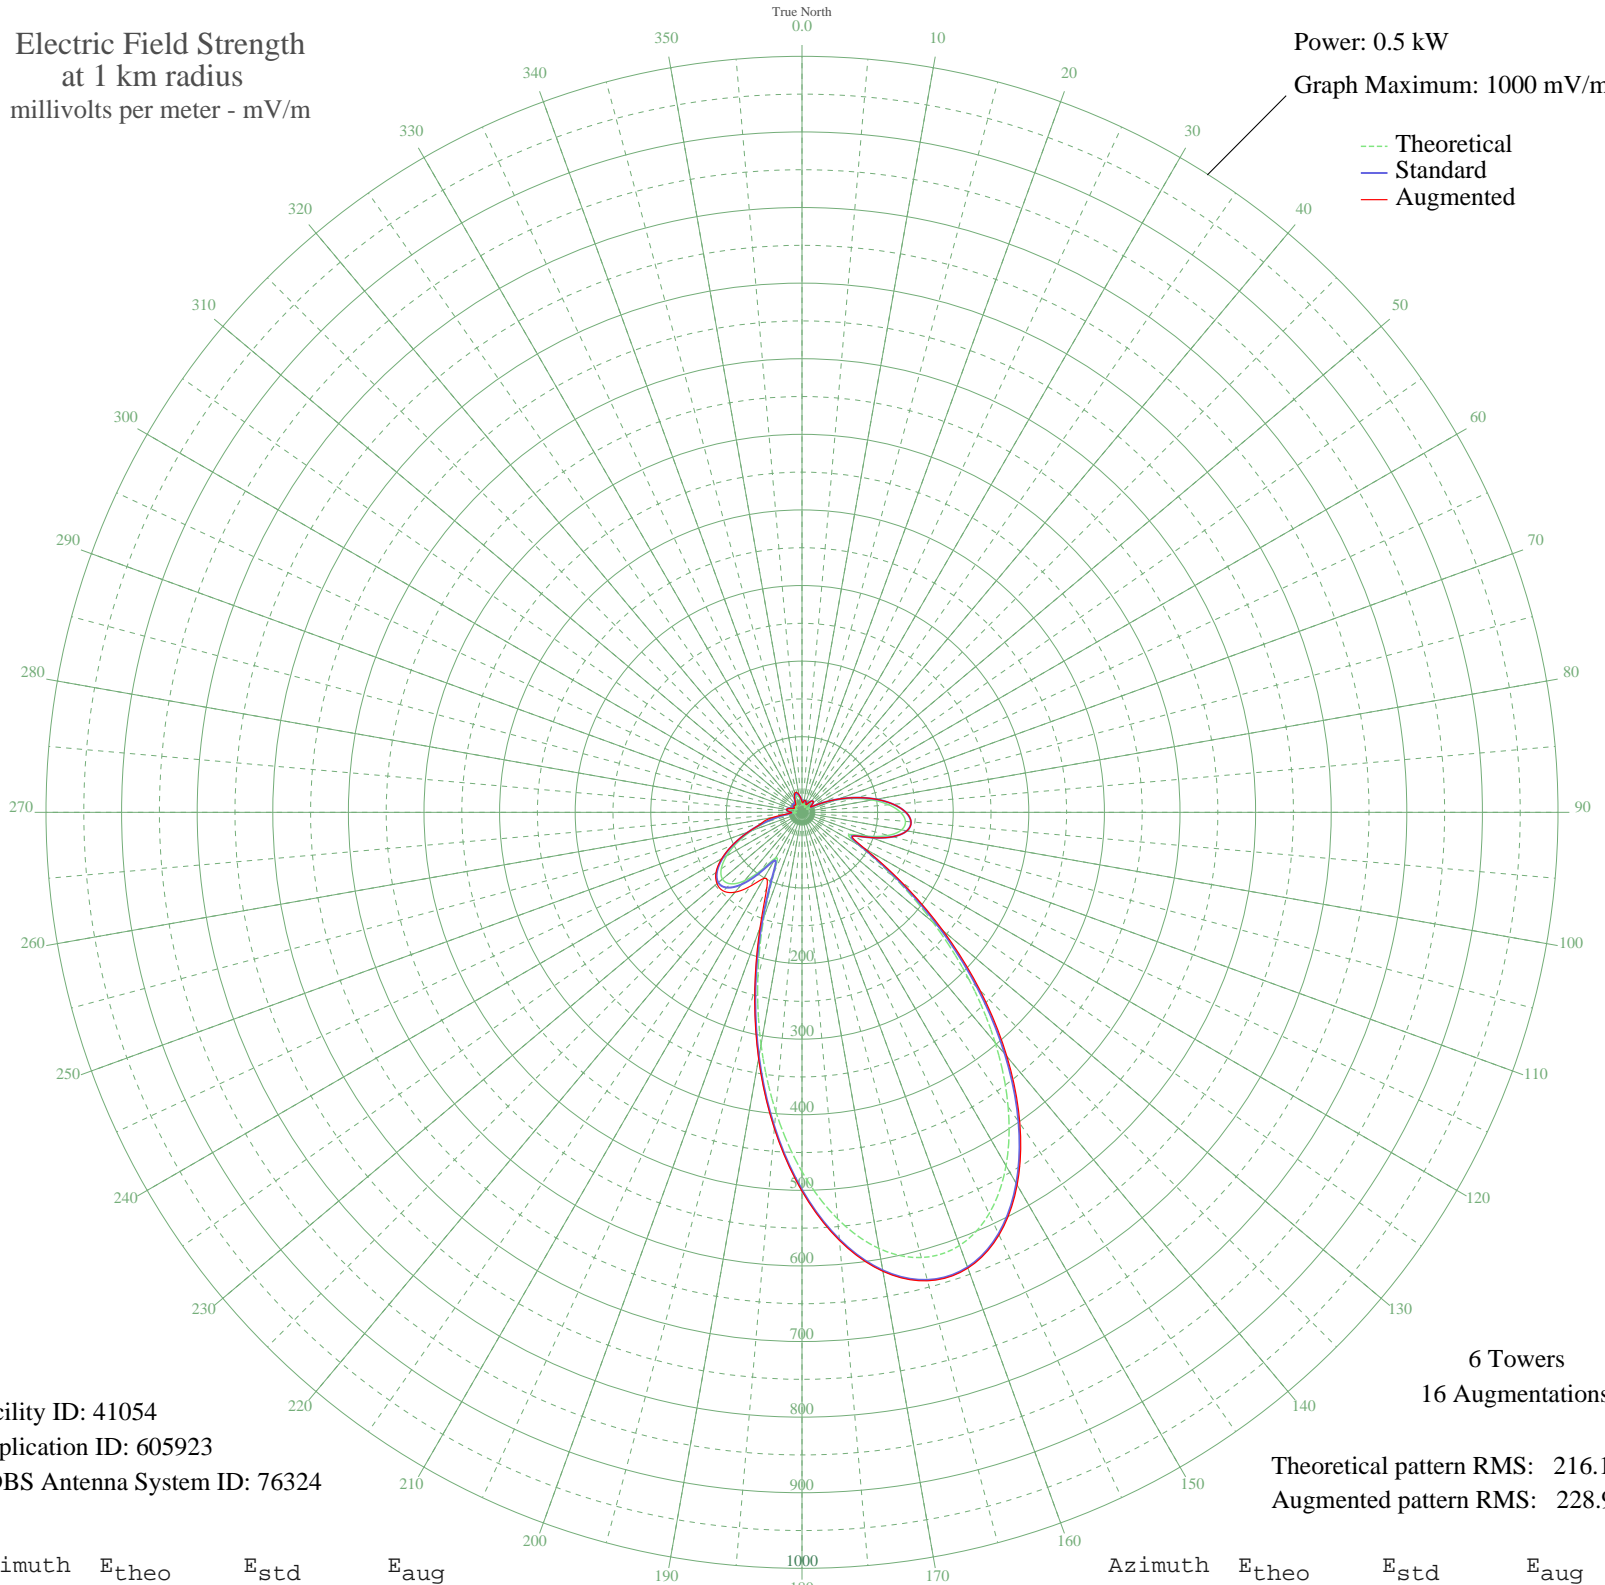 True North
0.0
Electric Field Strength
at 1 km radius
millivolts per meter - mV/m
Power: 0.5 kW
Graph Maximum: 1000 mV/m
Theoretical
Standard
Augmented
10
20
30
40
50
60
70
80
90
100
110
120
130
140
150
160
170
190
200
210
220
230
240
250
260
270
280
290
300
310
320
330
340
350
200
300
400
500
600
700
800
900
1000
6 Towers
16 Augmentations
cility ID: 41054
plication ID: 605923
DBS Antenna System ID: 76324
Theoretical pattern RMS: 216.1
Augmented pattern RMS: 228.9
imuth Etheo Estd Eaug
Azimuth Etheo Estd Eaug